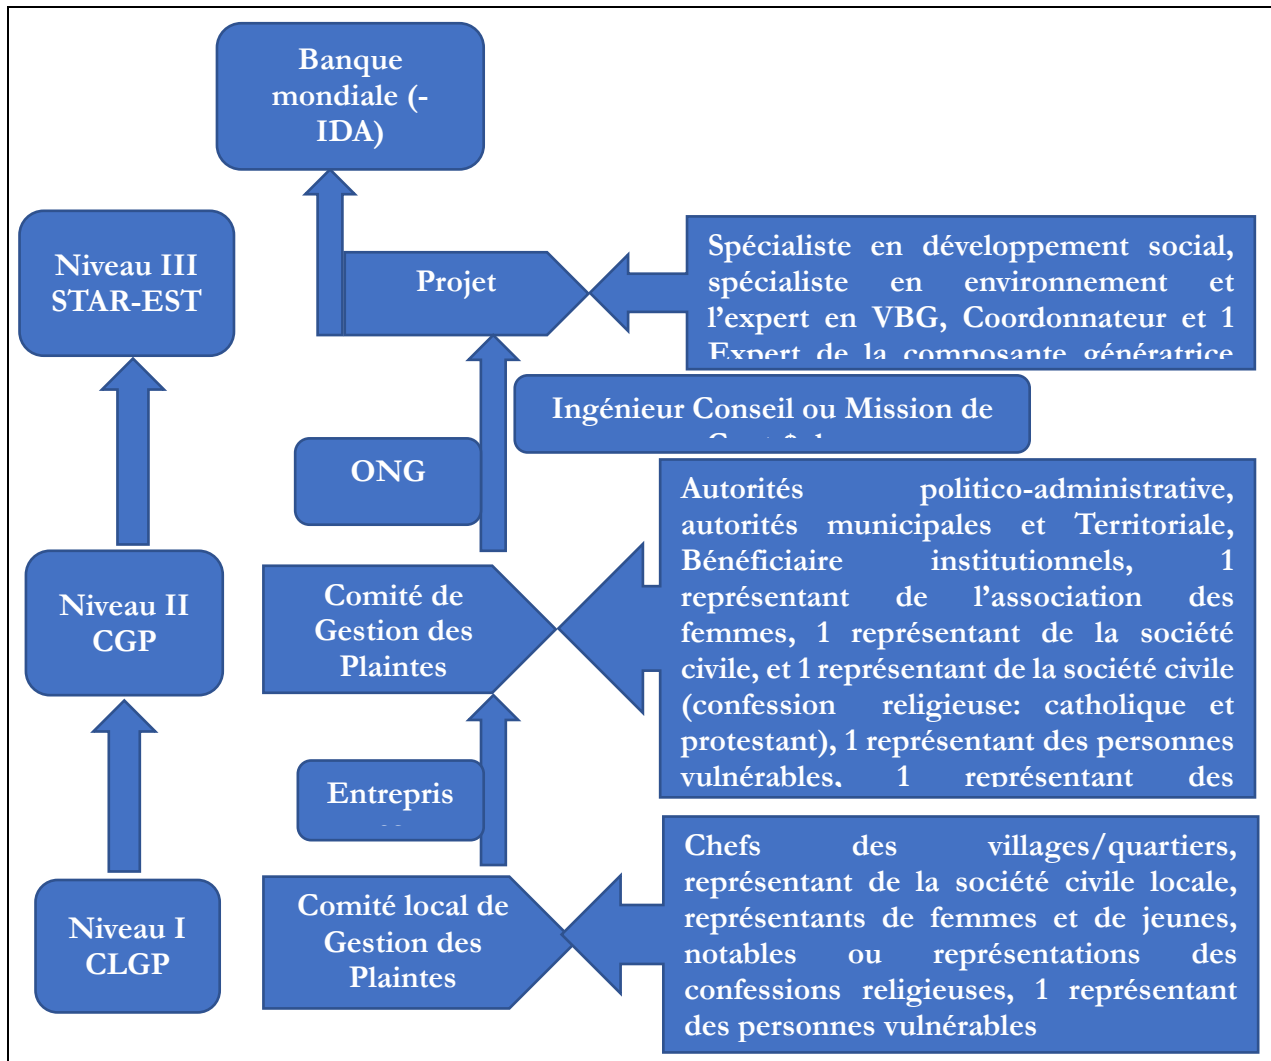 Banque
mondiale (-
IDA)
Niveau III
STAR-EST
Projet
Spécialiste en développement social,
spécialiste en environnement et
l’expert en VBG, Coordonnateur et 1
Expert de la composante génératrice
Ingénieur Conseil ou Mission de
ONG
Niveau II
CGP
Comité de
Gestion des
Plaintes
Autorités politico-administrative,
autorités municipales et Territoriale,
Bénéficiaire institutionnels, 1
représentant de l’association des
femmes, 1 représentant de la société
civile, et 1 représentant de la société civile
(confession religieuse: catholique et
protestant), 1 représentant des personnes
vulnérables, 1 représentant des
Entrepris
Niveau I
CLGP
Comité local de
Gestion des
Plaintes
Chefs des villages/quartiers,
représentant de la société civile locale,
représentants de femmes et de jeunes,
notables ou représentations des
confessions religieuses, 1 représentant
des personnes vulnérables